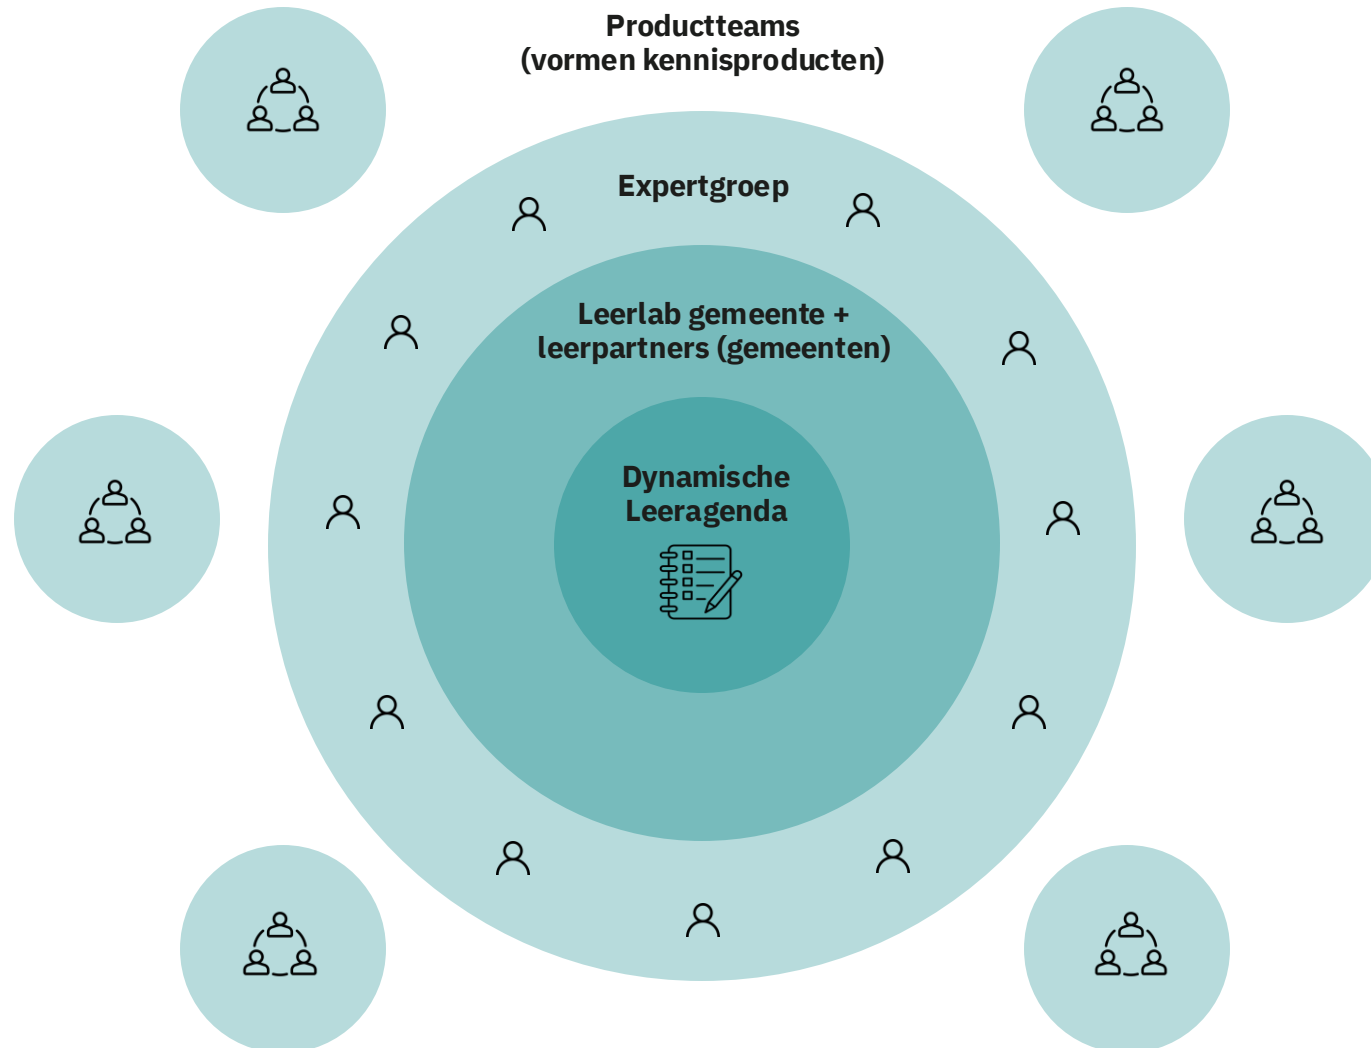 Productteams
(vormen kennisproducten)
Expertgroep
Leerlab gemeente +
leerpartners (gemeenten)
Dynamische
Leeragenda